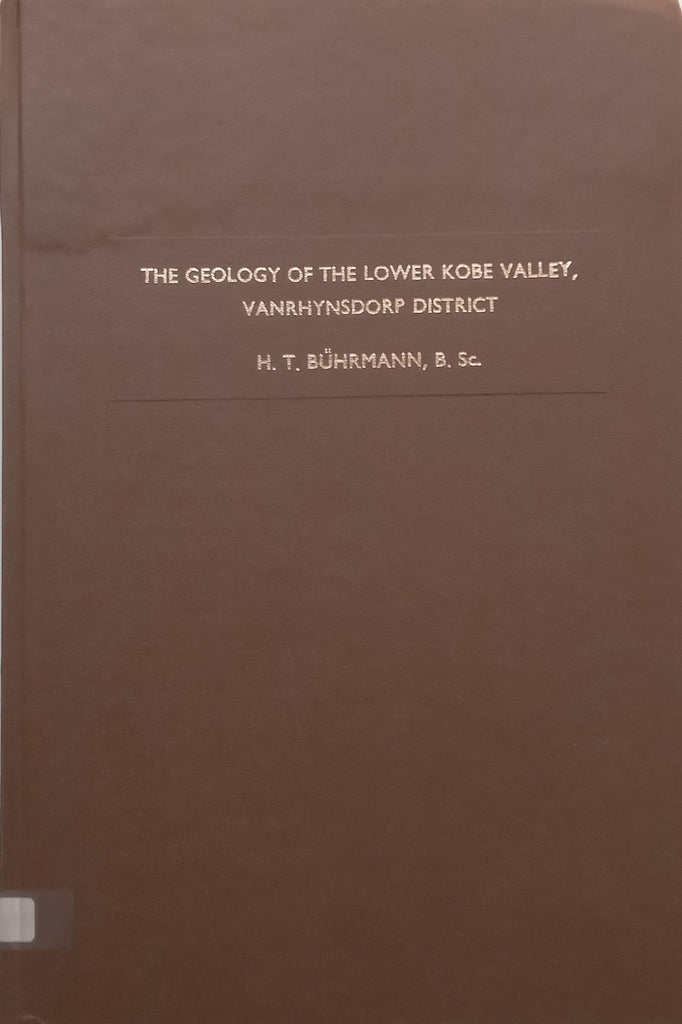 THE GEOLOGY OF THE LOWER KOBE VALLEY,
VANRHYNSDORP DISTRICT
H. T. BÜHRMANN, B. Sc.